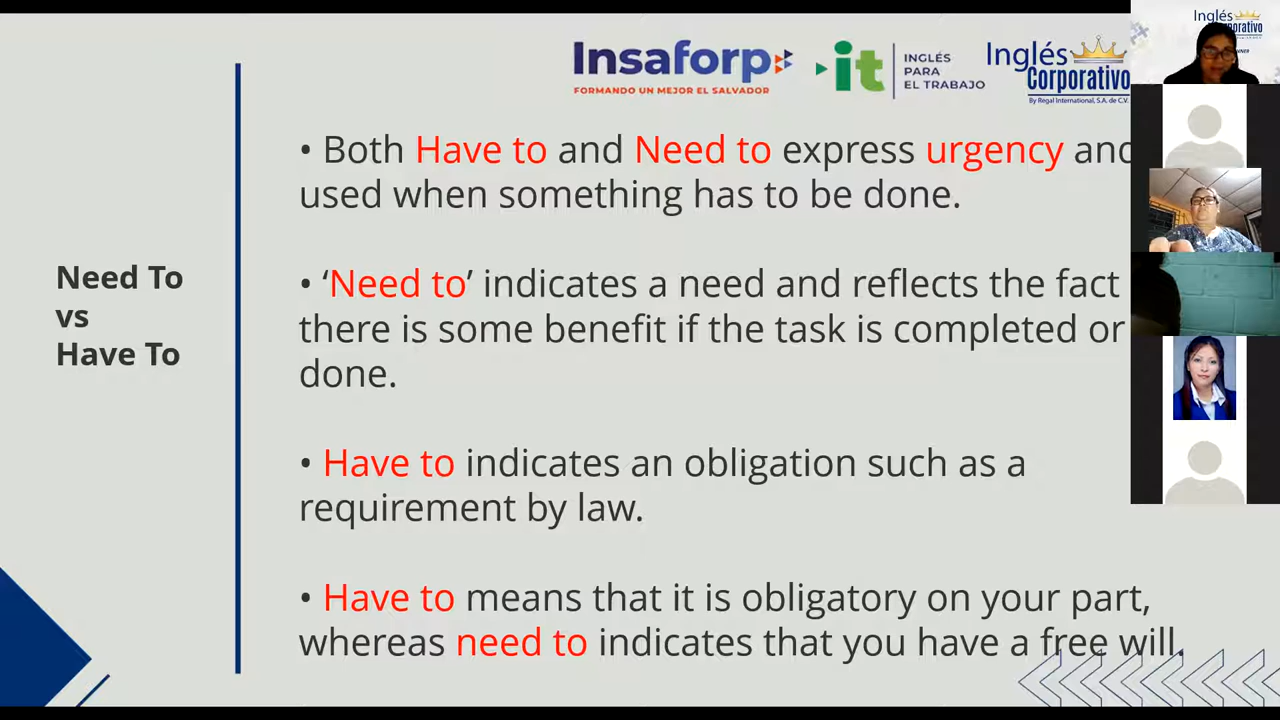 Insaforp
FORMANDO UN MEJOR EL SALVADOR
it
INGLÉS
PARA
EL TRABAJO
Inglés
Corporativo
By Regal International, S.A. de C.V.
Inglés
Need To
vs
Have To
• Both Have to and Need to express urgency and
used when something has to be done.
• ‘Need to’ indicates a need and reflects the fact
there is some benefit if the task is completed or
done.
• Have to indicates an obligation such as a
requirement by law.
• Have to means that it is obligatory on your part,
whereas need to indicates that you have a free will.